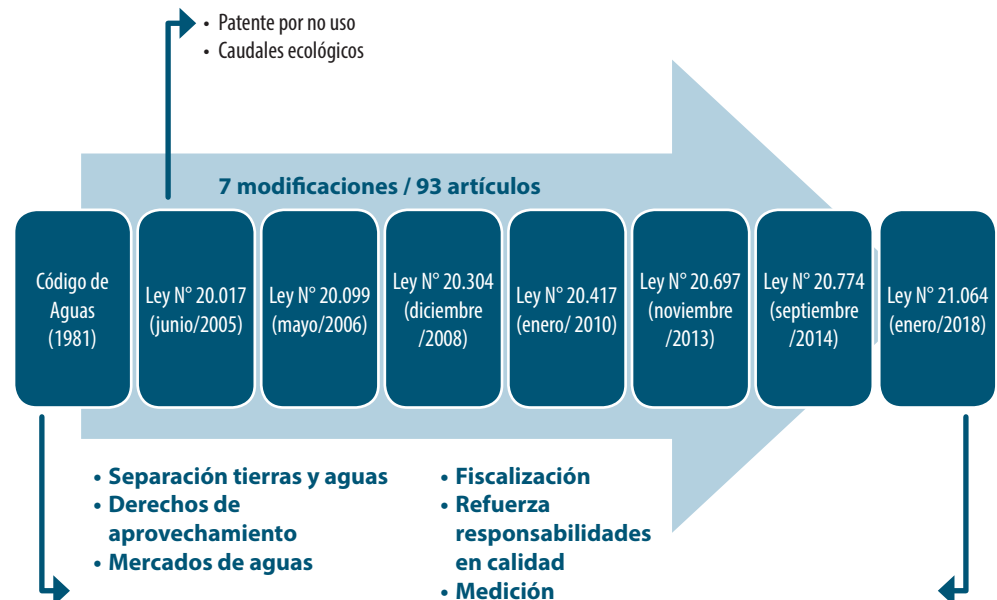 • Patente por no uso
• Caudales ecológicos
7 modificaciones / 93 artículos
Código de
Aguas
(1981)
Ley N° 20.017
(junio/2005)
Ley N° 20.099
(mayo/2006)
Ley N° 20.304
(diciembre
/2008)
Ley N° 20.417
(enero/ 2010)
Ley N° 20.697
(noviembre
/2013)
Ley N° 20.774
(septiembre
/2014)
Ley N° 21.064
(enero/2018)
• Separación tierras y aguas
• Derechos de
aprovechamiento
• Mercados de aguas
• Fiscalización
• Refuerza
responsabilidades
en calidad
• Medición